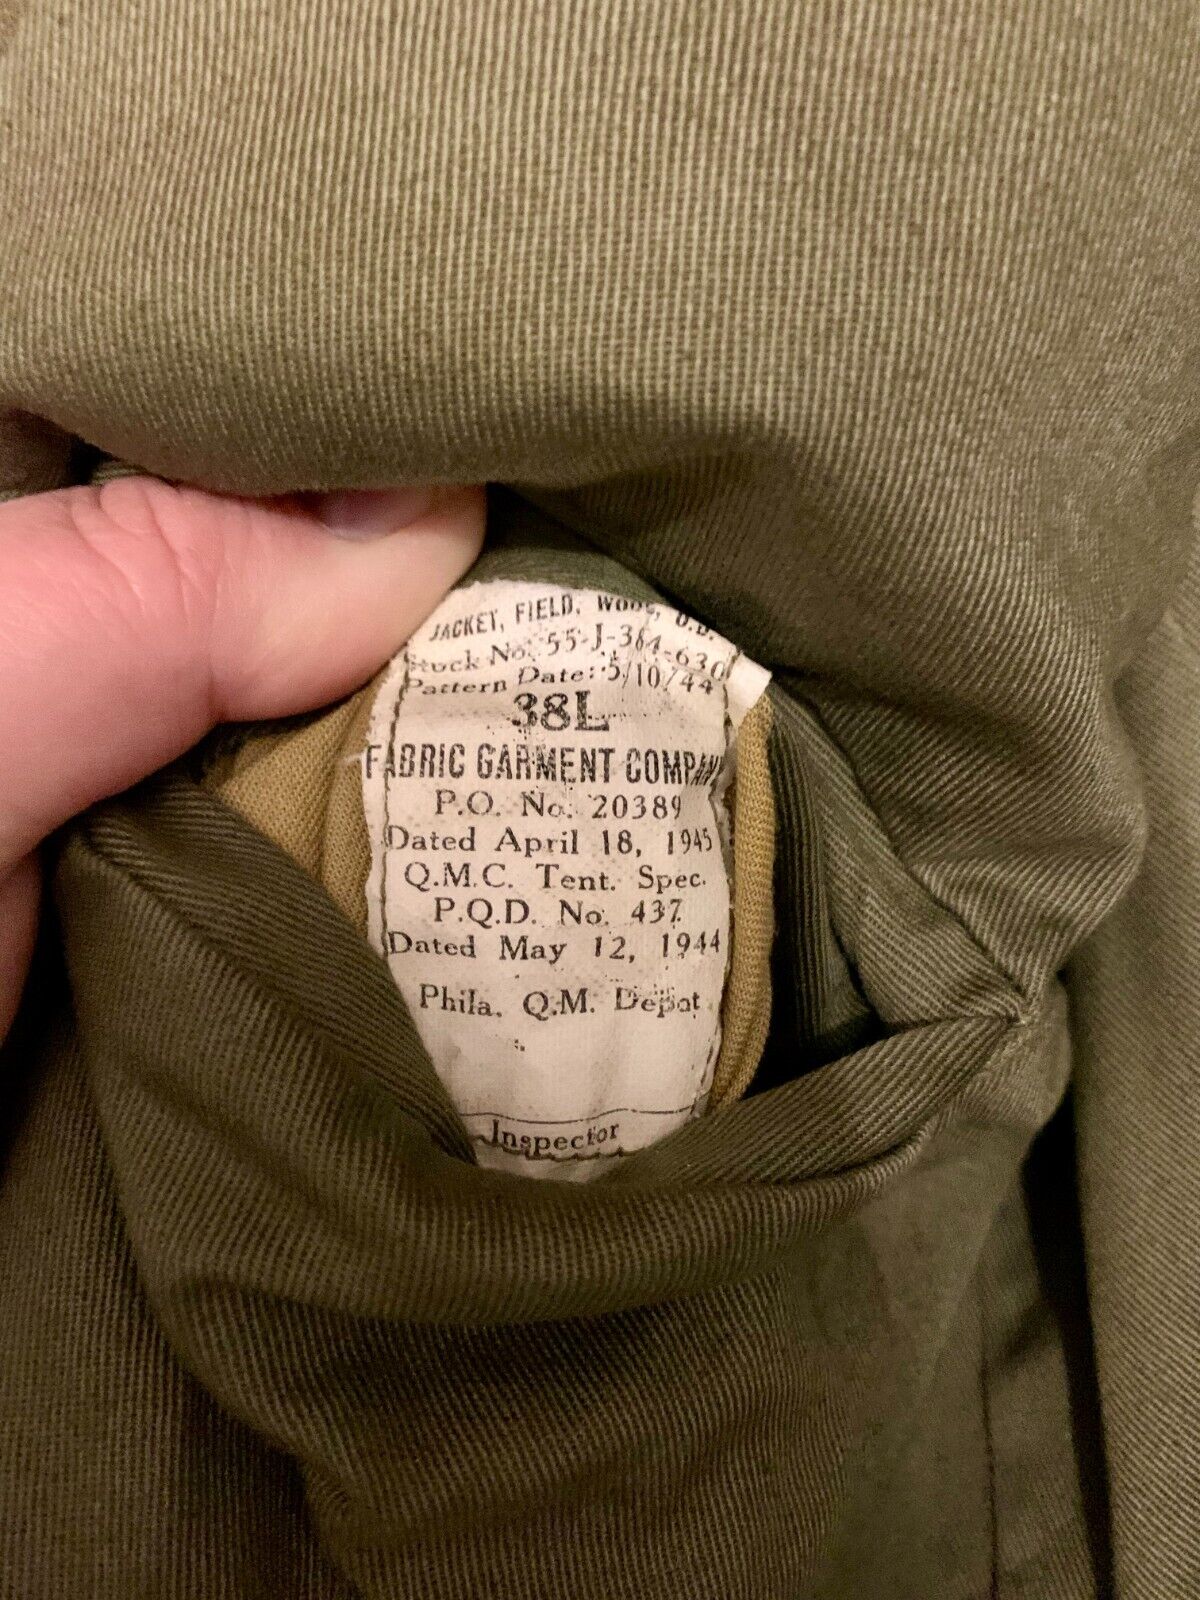 JACKET, FIELD, WOOL, O.D.
Stock No. 55-J-384-630
Pattern Date: 5/10/44
38L
FABRIC GARMENT COMPANY
P.O. No. 20389
Dated April 18, 1945
Q.M.C. Tent. Spec.
P.Q.D. No. 437
Dated May 12, 1944
Phila. Q.M. Depot
Inspector